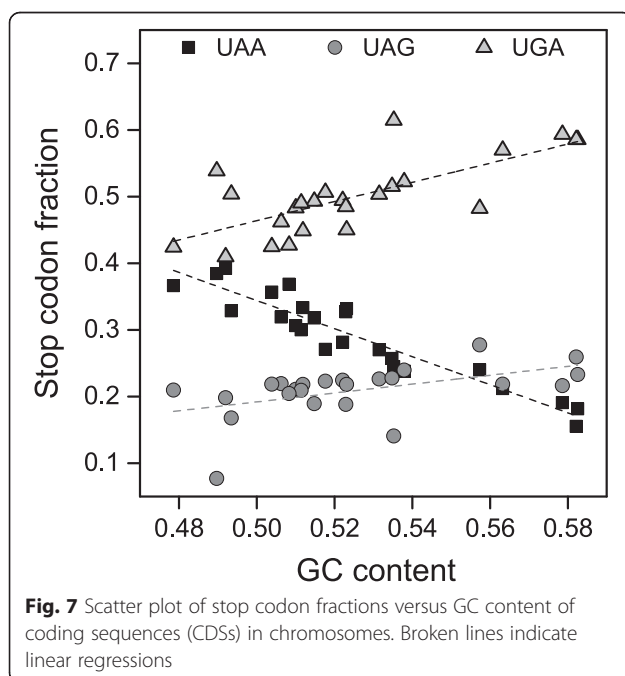 UAA UAG UGA
0.7
0.6
0.5
0.4
0.3
0.2
0.1
Stop codon fraction
0.48 0.50 0.52 0.54 0.56 0.58
GC content
Fig. 7 Scatter plot of stop codon fractions versus GC content of
coding sequences (CDSs) in chromosomes. Broken lines indicate
linear regressions